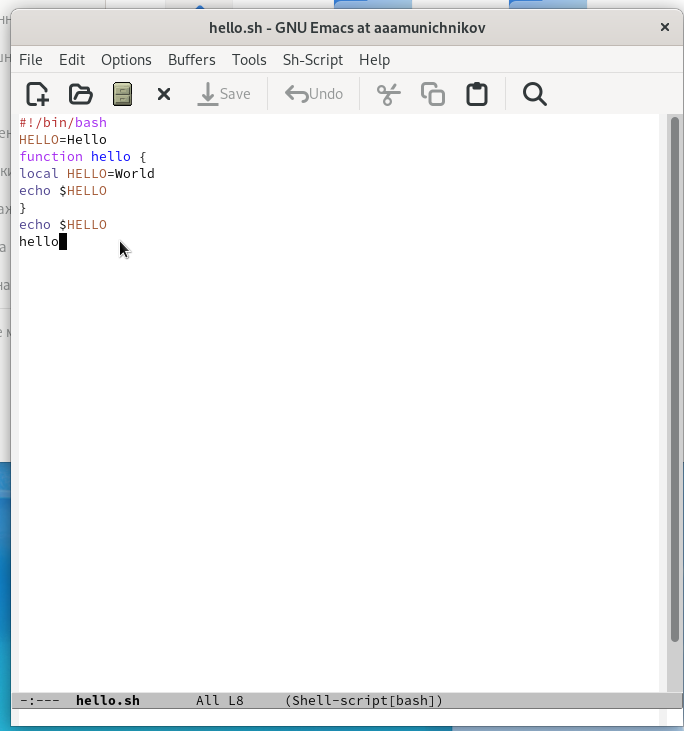 hello.sh - GNU Emacs at aaamunichnikov
File Edit Options Buffers Tools Sh-Script Help
Save Undo
#!/bin/bash
HELLO=Hello
function hello {
local HELLO=World
echo $HELLO
}
echo $HELLO
hello
-:--- hello.sh All L8 (Shell-script[bash])